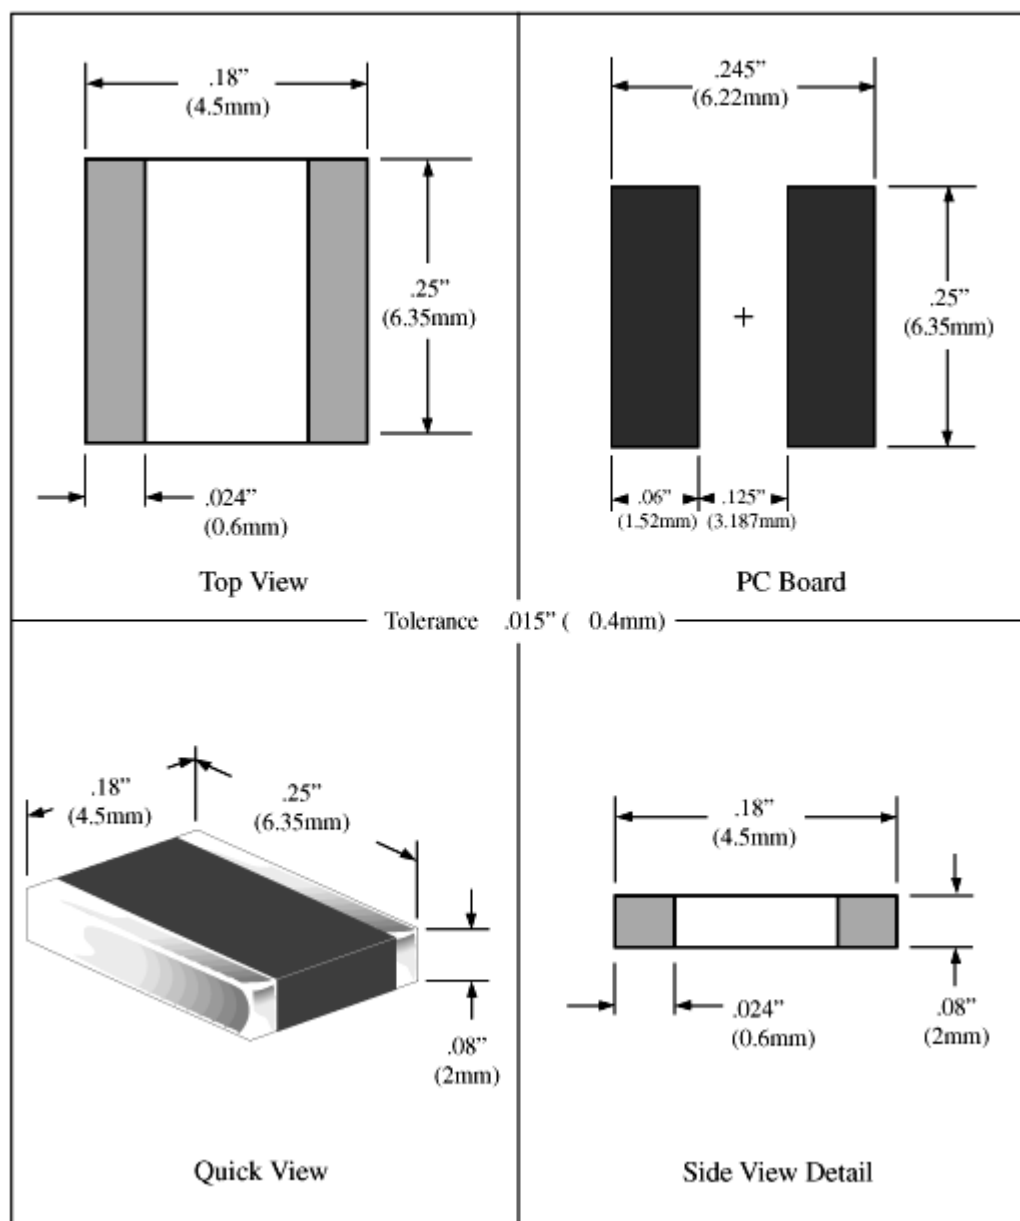 .18”
(4.5mm)
.25”
(6.35mm)
.024”
(0.6mm)
Top View
.245”
(6.22mm)
+
.25”
(6.35mm)
.06”
(1.52mm)
.125”
(3.187mm)
PC Board
Tolerance .015” ( 0.4mm)
.18”
(4.5mm)
.25”
(6.35mm)
.08”
(2mm)
Quick View
.18”
(4.5mm)
.024”
(0.6mm)
.08”
(2mm)
Side View Detail